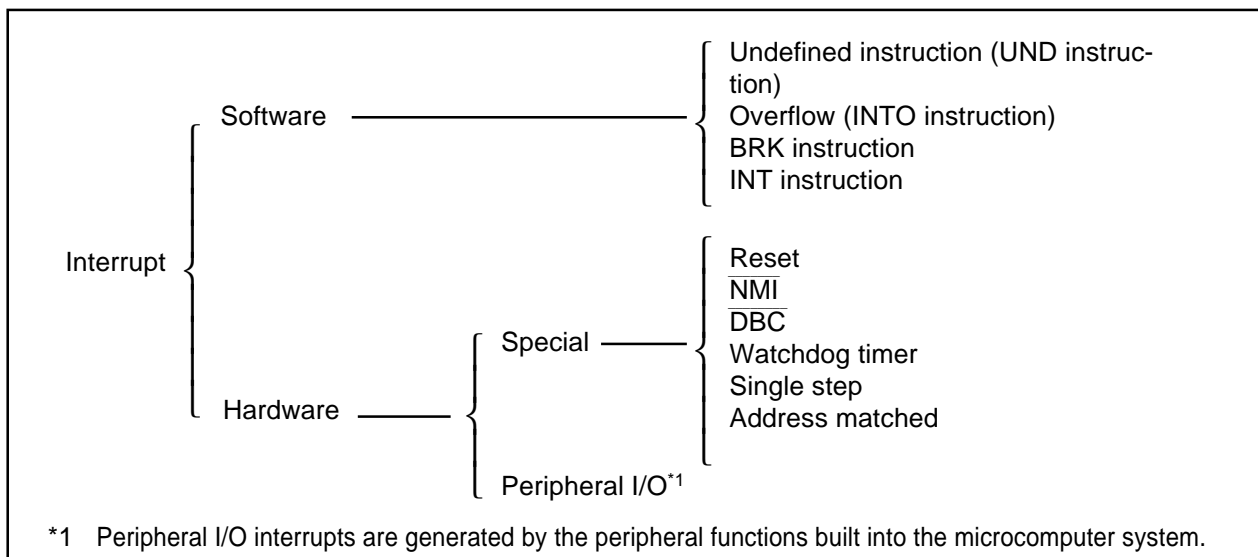 Undefined instruction (UND instruc-
tion)
Software
Overflow (INTO instruction)
BRK instruction
INT instruction
Interrupt
Reset
N̅M̅I̅
D̅B̅C̅
Special
Watchdog timer
Single step
Hardware
Address matched
Peripheral I/O*1
*1 Peripheral I/O interrupts are generated by the peripheral functions built into the microcomputer system.